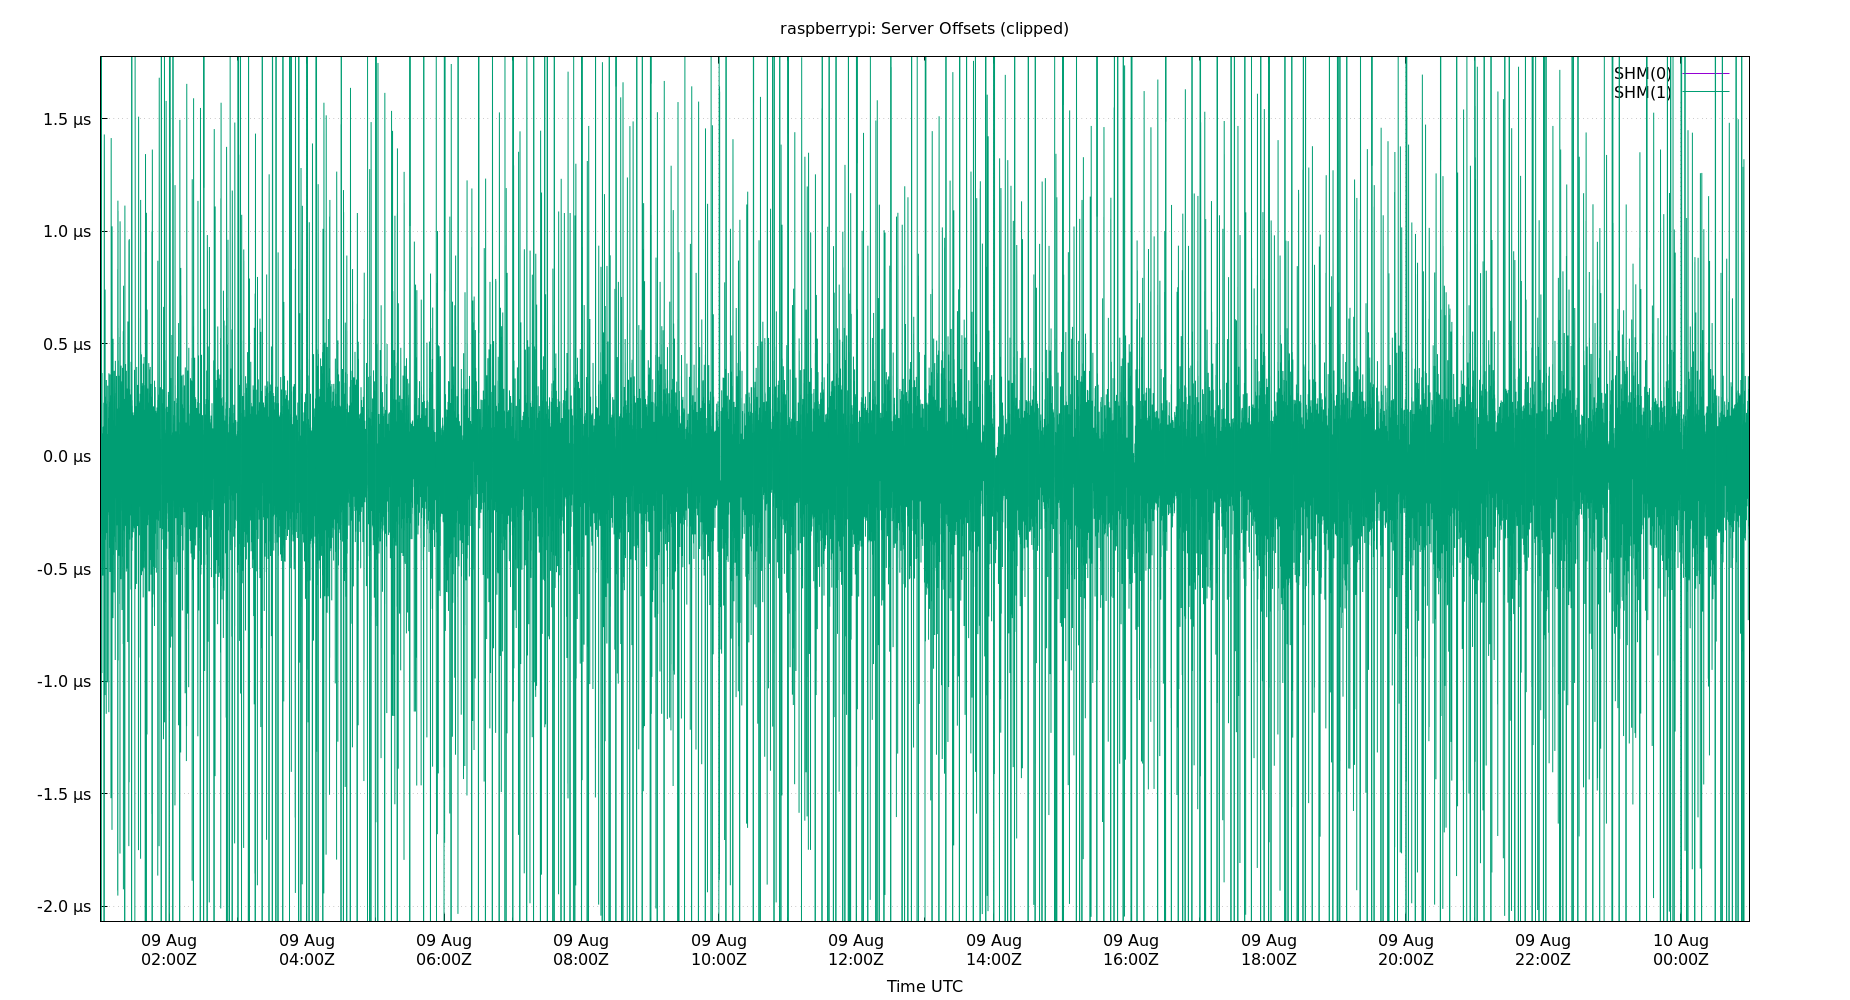 raspberrypi: Server Offsets (clipped)
SHM(0)
SHM(1)
1.5 µs
1.0 µs
0.5 µs
0.0 µs
-0.5 µs
-1.0 µs
-1.5 µs
-2.0 µs
09 Aug 09 Aug 09 Aug 09 Aug 09 Aug 09 Aug 09 Aug 09 Aug 09 Aug 09 Aug 09 Aug 10 Aug
02:00Z 04:00Z 06:00Z 08:00Z 10:00Z 12:00Z 14:00Z 16:00Z 18:00Z 20:00Z 22:00Z 00:00Z
Time UTC